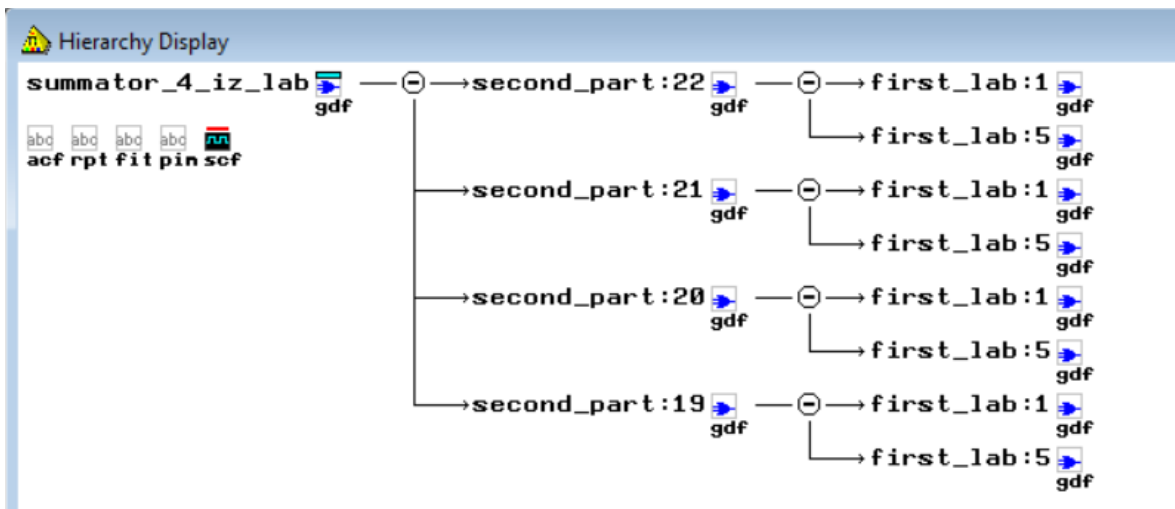 Hierarchy Display
summator_4_iz_lab second_part:22 first_lab:1
gdf gdf gdf
first_lab:5
abc abc abc abc gdf
acf rpt fit pin scf
second_part:21 first_lab:1
gdf gdf
first_lab:5
gdf
second_part:20 first_lab:1
gdf gdf
first_lab:5
gdf
second_part:19 first_lab:1
gdf gdf
first_lab:5
gdf